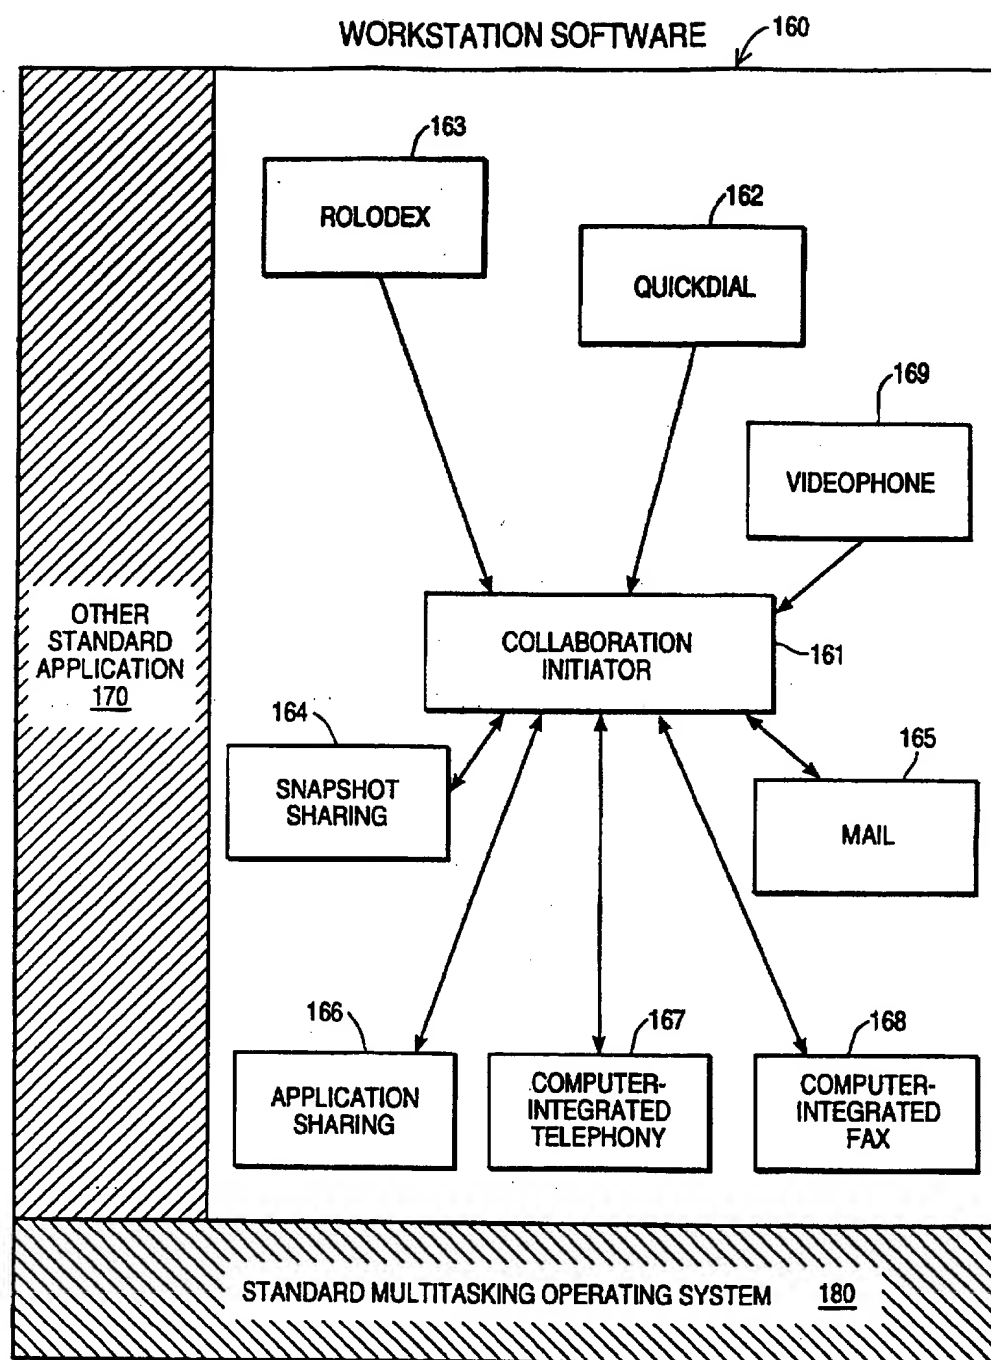 WORKSTATION SOFTWARE
160
163
ROLODEX
162
QUICKDIAL
169
VIDEOPHONE
COLLABORATION
INITIATOR
161
OTHER
STANDARD
APPLICATION
170
164
SNAPSHOT
SHARING
165
MAIL
166
APPLICATION
SHARING
167
COMPUTER-
INTEGRATED
TELEPHONY
168
COMPUTER-
INTEGRATED
FAX
STANDARD MULTITASKING OPERATING SYSTEM 180